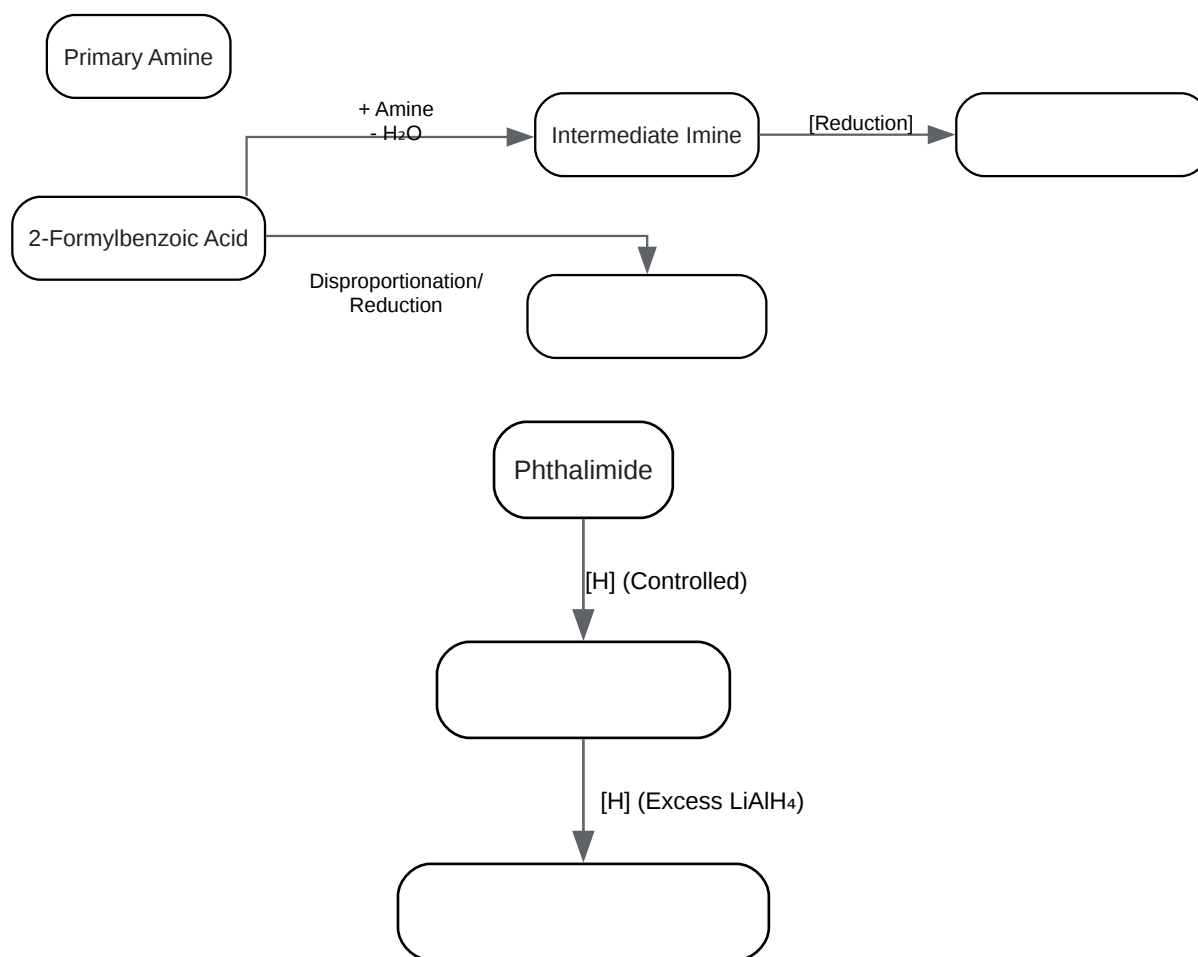 Primary Amine
+ Amine
- H₂O
Intermediate Imine
[Reduction]
2-Formylbenzoic Acid
Disproportionation/
Reduction
Phthalimide
[H] (Controlled)
[H] (Excess LiAlH₄)